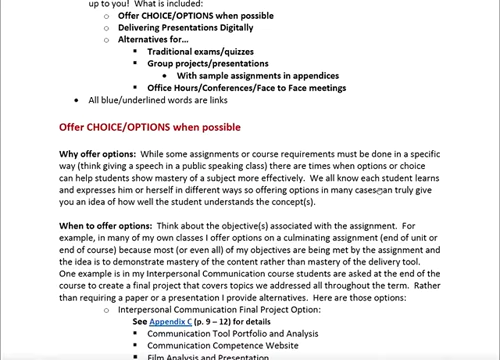 up to you!  What is included:
o Offer CHOICE/OPTIONS when possible
o Delivering Presentations Digitally
o Alternatives for…
▪ Traditional exams/quizzes
▪ Group projects/presentations
• With sample assignments in appendices
▪ Office Hours/Conferences/Face to Face meetings
• All blue/underlined words are links
Offer CHOICE/OPTIONS when possible
Why offer options:  While some assignments or course requirements must be done in a specific
way (think giving a speech in a public speaking class) there are times when options or choice
can help students show mastery of a subject more effectively.  We all know each student learns
and expresses him or herself in different ways so offering options in many cases can truly give
you an idea of how well the student understands the concept(s).
When to offer options:  Think about the objective(s) associated with the assignment.  For
example, in many of my own classes I offer options on a culminating assignment (end of unit or
end of course) because most (or even all) of my objectives are being met by the assignment and
the idea is to demonstrate mastery of the content rather than mastery of the delivery tool.
One example is in my Interpersonal Communication course students are asked at the end of the
course to create a final project that covers topics we addressed all throughout the term.  Rather
than requiring a paper or a presentation I provide alternatives.  Here are those options:
o Interpersonal Communication Final Project Option:
See Appendix C (p. 9 – 12) for details
▪ Communication Tool Portfolio and Analysis
▪ Communication Competence Website
▪ Film Analysis and Presentation